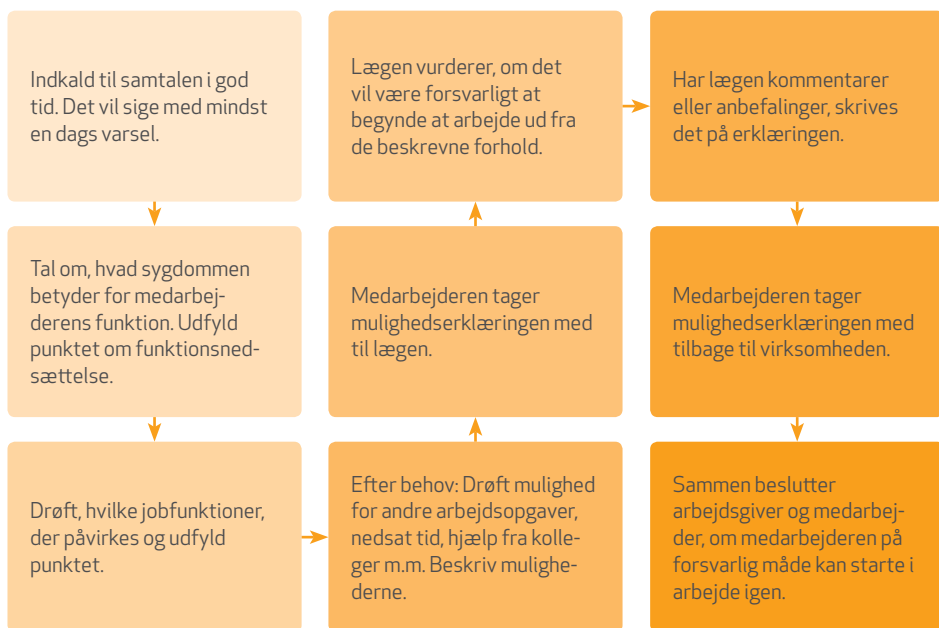 Indkald til samtalen i god
tid. Det vil sige med mindst
en dags varsel.
Tal om, hvad sygdommen
betyder for medarbej-
derens funktion. Udfyld
punktet om funktionsned-
sættelse.
Drøft, hvilke jobfunktioner,
der påvirkes og udfyld
punktet.
Efter behov: Drøft mulighed
for andre arbejdsopgaver,
nedsat tid, hjælp fra kolle-
ger m.m. Beskriv mulighe-
derne.
Medarbejderen tager
mulighedserklæringen med
til lægen.
Lægen vurderer, om det
vil være forsvarligt at
begynde at arbejde ud fra
de beskrevne forhold.
Har lægen kommentarer
eller anbefalinger, skrives
det på erklæringen.
Medarbejderen tager
mulighedserklæringen med
tilbage til virksomheden.
Sammen beslutter
arbejdsgiver og medarbej-
der, om medarbejderen på
forsvarlig måde kan starte i
arbejde igen.